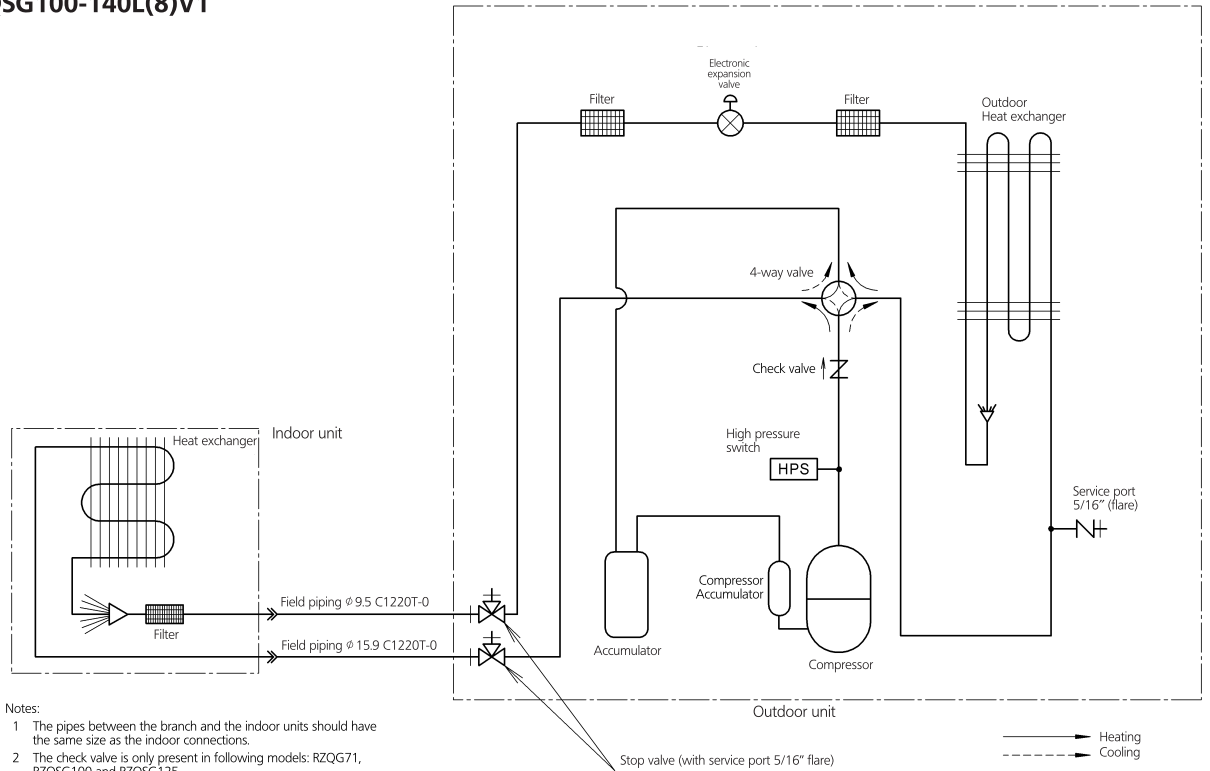 QSG100-140L(8)V1
Electronic
expansion
valve
Filter
Filter
Outdoor
Heat exchanger
4-way valve
Check valve
High pressure
switch
HPS
Service port
5/16" (flare)
Heat exchanger
Indoor unit
Filter
Field piping ϕ 9.5 C1220T-0
Field piping ϕ 15.9 C1220T-0
Compressor
Accumulator
Accumulator
Compressor
Outdoor unit
Notes:
1 The pipes between the branch and the indoor units should have
the same size as the indoor connections.
2 The check valve is only present in following models: RZQG71,
RZQSG100 and RZQSG125
Stop valve (with service port 5/16" flare)
Heating
Cooling